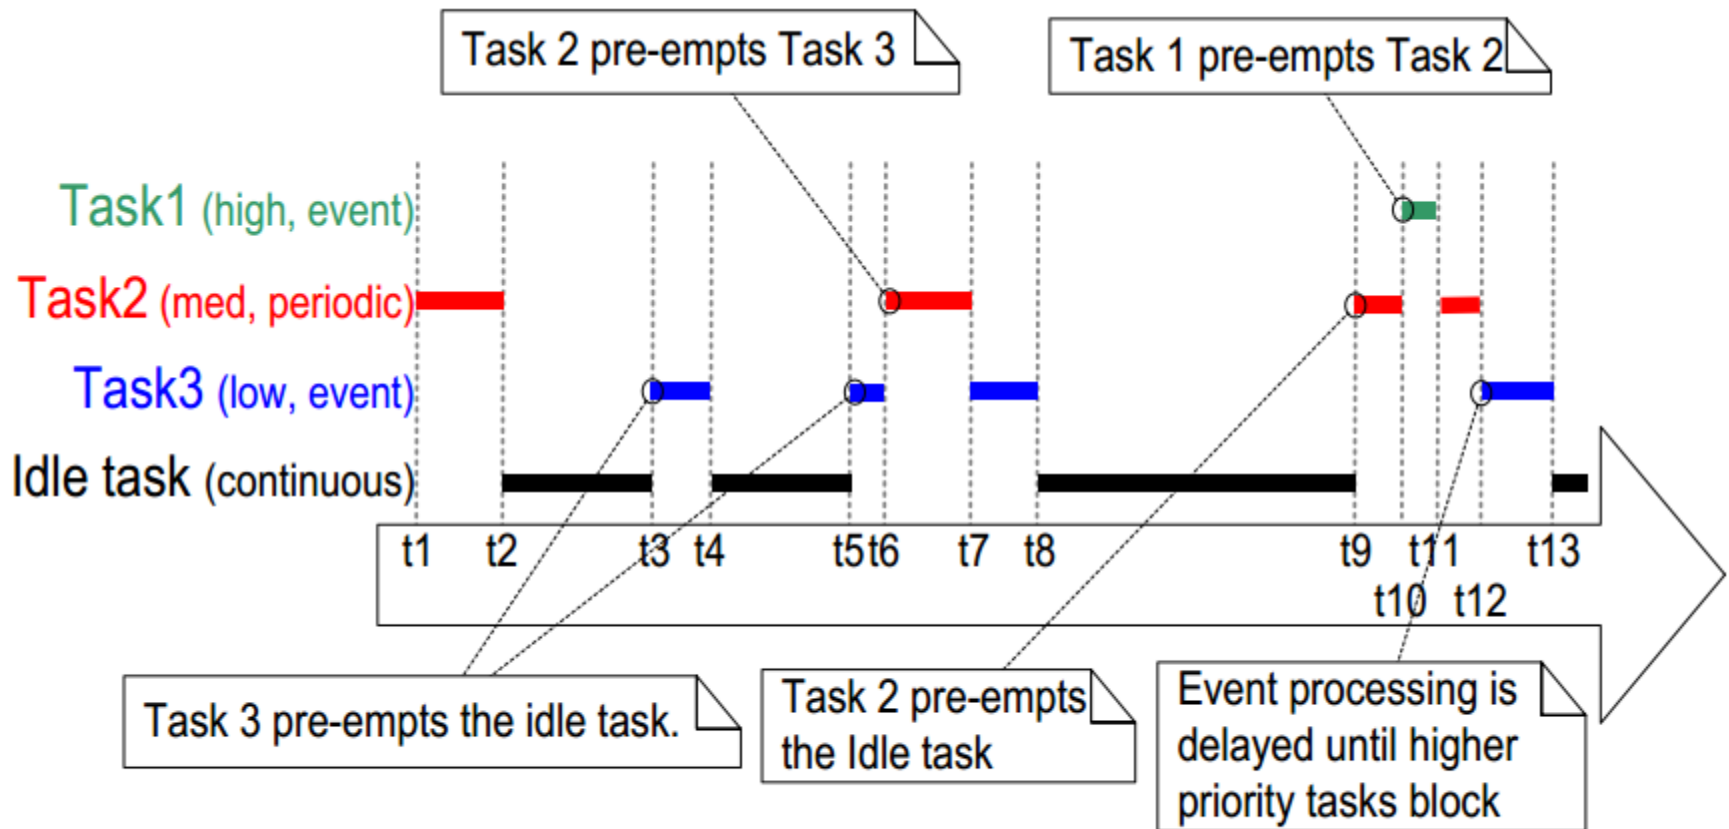 Task 2 pre-empts Task 3
Task 1 pre-empts Task 2
Task1 (high, event)
Task2 (med, periodic)
Task3 (low, event)
Idle task (continuous)
t1 t2 t3 t4 t5 t6 t7 t8 t9 t11 t13
t10 t12
Task 3 pre-empts the idle task.
Task 2 pre-empts
the Idle task
Event processing is
delayed until higher
priority tasks block